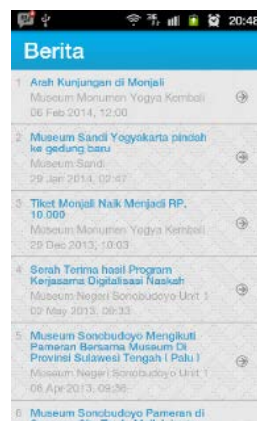 20:48
Berita
1 Arah Kunjungan di Monjali
Museum Monumen Yogya Kembali
06 Feb 2014, 12:00
2 Museum Sandi Yogyakarta pindah
ke gedung baru
Museum Sandi
29 Jan 2014, 02:47
3 Tiket Monjali Naik Menjadi RP.
10.000
Museum Monumen Yogya Kembali
29 Dec 2013, 10:03
4 Serah Terima hasil Program
Kerjasama Digitalisasi Naskah
Museum Negeri Sonobudoyo Unit 1
02 May 2013, 09:33
5 Museum Sonobudoyo Mengikuti
Pameran Bersama Museum Di
Provinsi Sulawesi Tengah ( Palu )
Museum Negeri Sonobudoyo Unit 1
06 Apr 2013, 09:36
6 Museum Sonobudoyo Pameran di